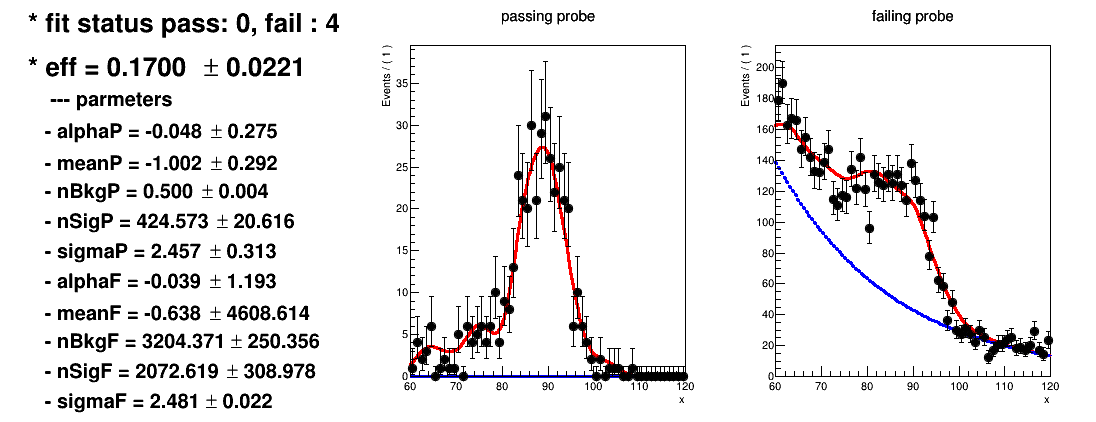 * fit status pass: 0, fail : 4
* eff = 0.1700 ± 0.0221
--- parmeters
- alphaP = -0.048 ± 0.275
- meanP = -1.002 ± 0.292
- nBkgP = 0.500 ± 0.004
- nSigP = 424.573 ± 20.616
- sigmaP = 2.457 ± 0.313
- alphaF = -0.039 ± 1.193
- meanF = -0.638 ± 4608.614
- nBkgF = 3204.371 ± 250.356
- nSigF = 2072.619 ± 308.978
- sigmaF = 2.481 ± 0.022
passing probe
Events / ( 1 )
35
30
25
20
15
10
5
0
60 70 80 90 100 110 120
x
failing probe
Events / ( 1 )
200
180
160
140
120
100
80
60
40
20
0
60 70 80 90 100 110 120
x